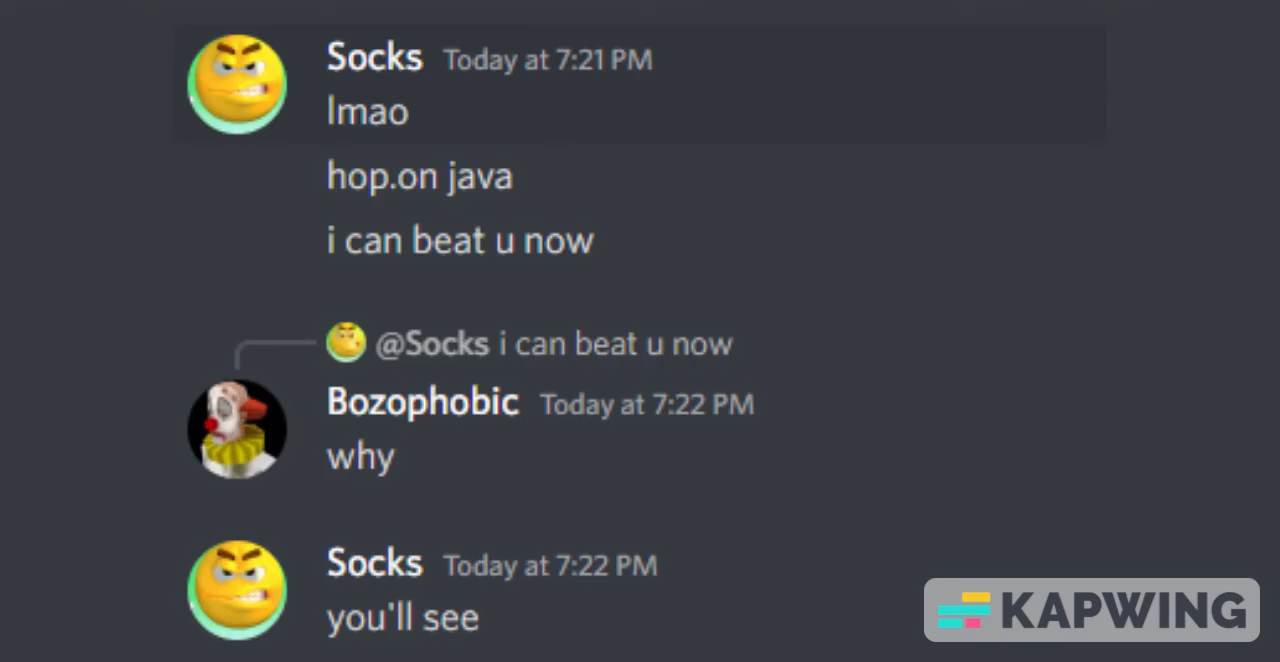 Socks Today at 7:21 PM
lmao
hop.on java
i can beat u now
@Socks i can beat u now
Bozophobic Today at 7:22 PM
why
Socks Today at 7:22 PM
you'll see
KAPWING